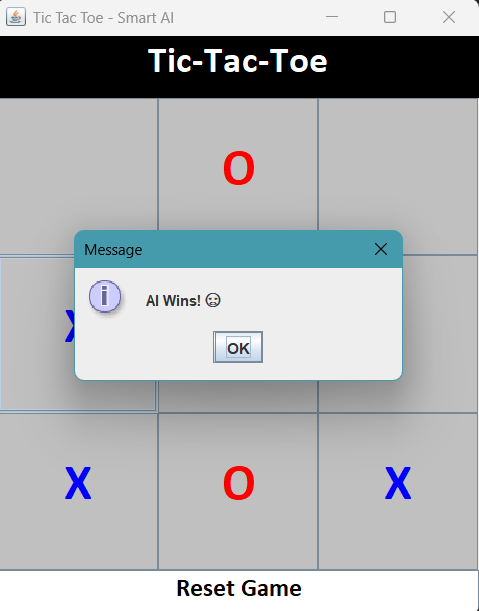 Tic Tac Toe - Smart AI
Tic-Tac-Toe
O
Message
i
AI Wins! 😢
X
OK
X O X
Reset Game